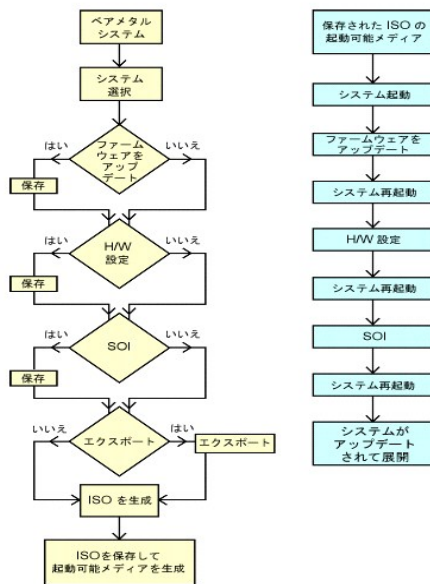 ベアメタル
システム
システム
選択
はい
いいえ
ファーム
ウェアを
アップ
デート
保存
はい
いいえ
H/W
設定
保存
はい
いいえ
SOI
保存
いいえ
はい
エクスポート
エクスポート
ISO を生成
ISOを保存して
起動可能メディアを生成
保存された ISO の
起動可能メディア
システム起動
ファームウェアを
アップデート
システム再起動
H/W 設定
システム再起動
SOI
システム再起動
システムが
アップデート
されて展開